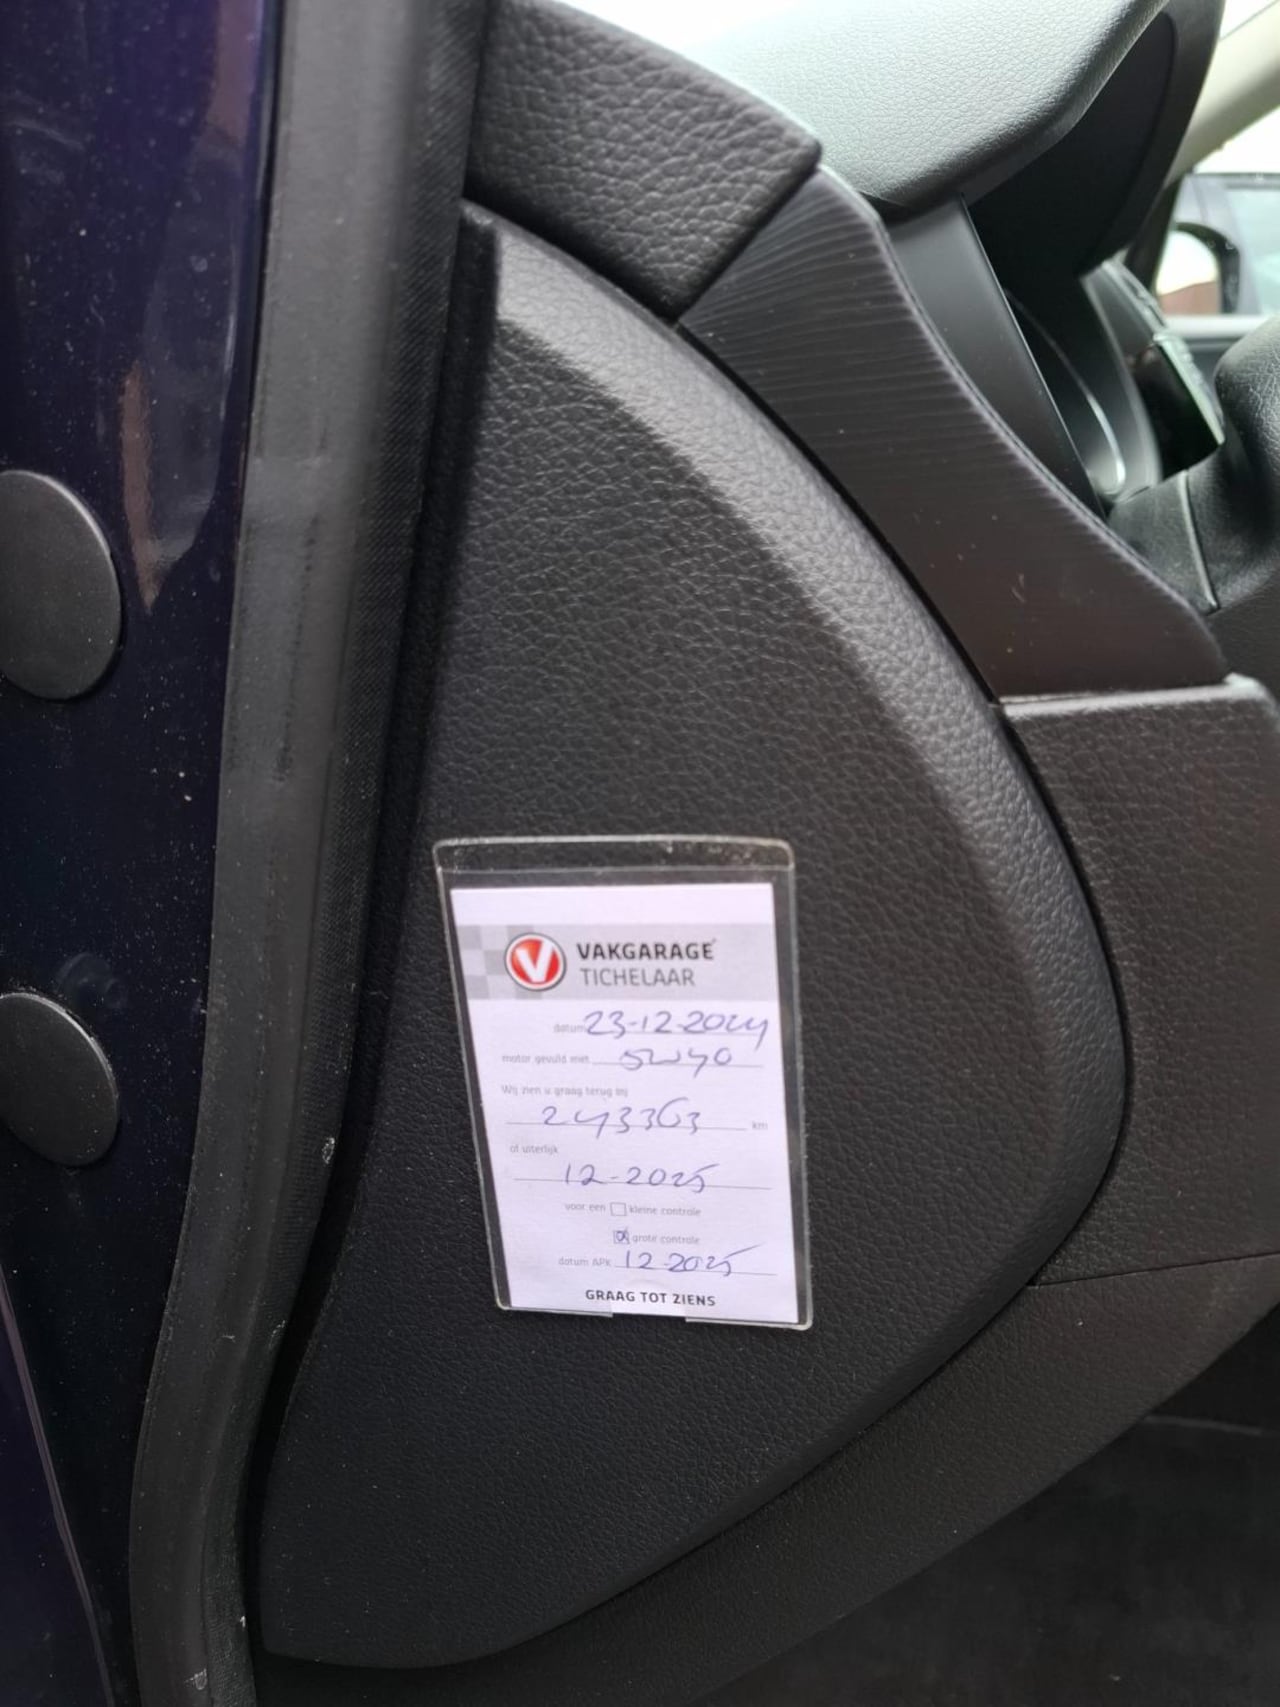 VAKGARAGE
TICHELAAR
datum 23-12-2024
motor gevuld met 5W40
Wij zien u graag terug bij
243363 km
of uiterlijk
12-2025
voor een kleine controle
grote controle
datum APK 12-2025
GRAAG TOT ZIENS